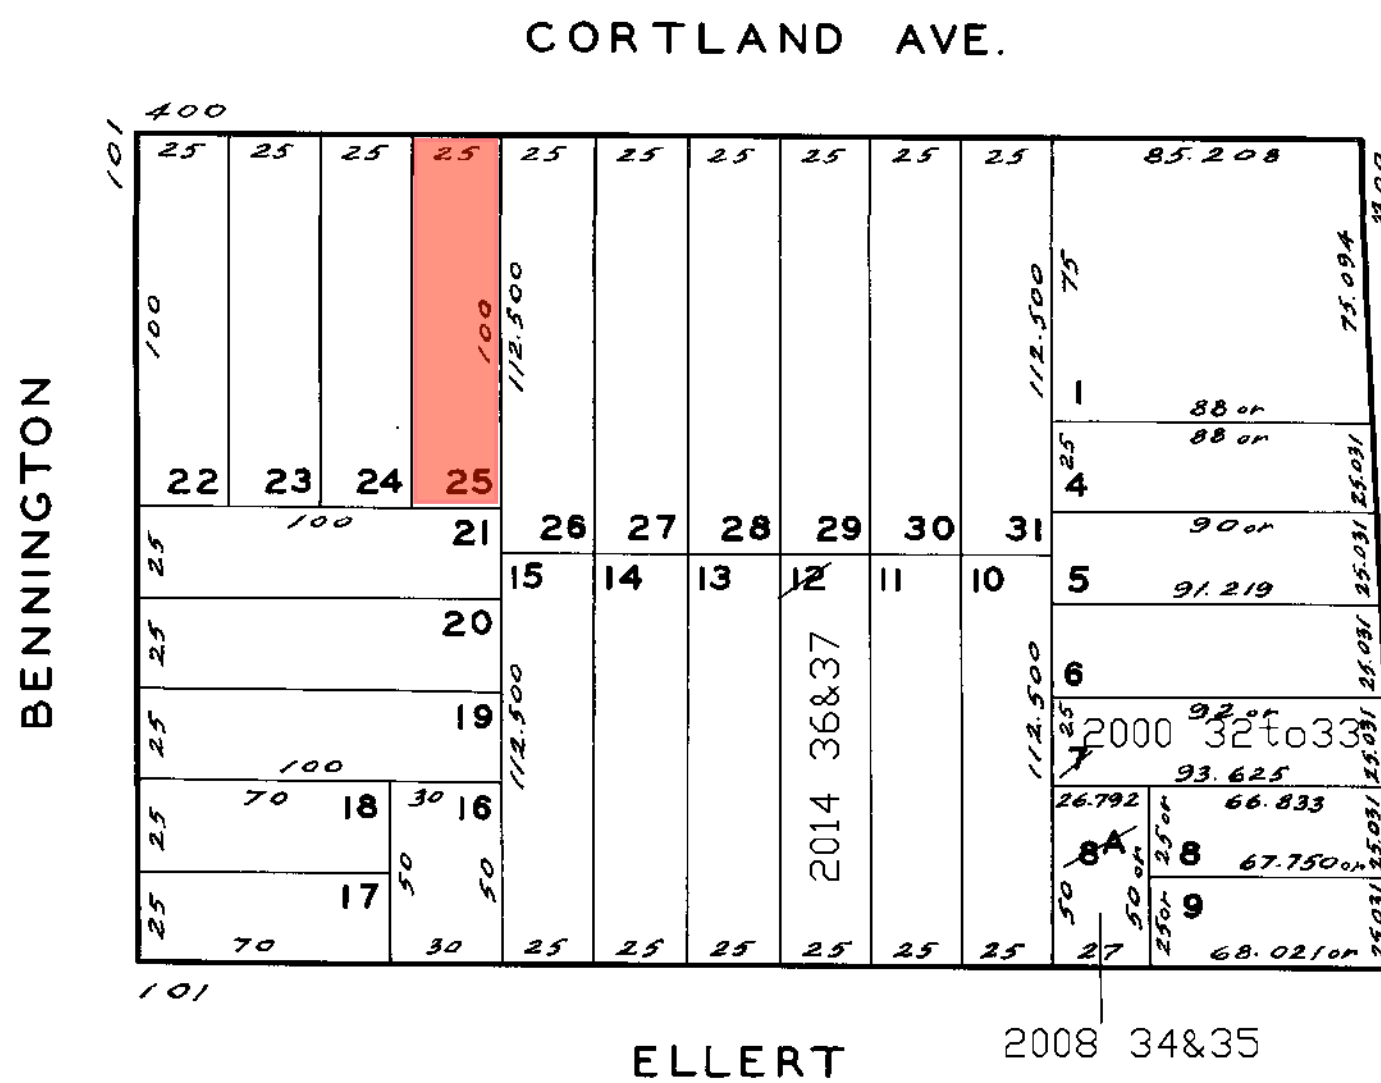 CORTLAND AVE.
400
101
25 25 25 25 25 25 25 25 25 25 85.208
100 100 112.500 112.500 75 75.094
1
88 or
88 or
25 25.031
22 23 24 25 4
100 21 26 27 28 29 30 31 90 or
25 25.031
15 14 13 12 11 10 5 91.219
BENNINGTON
20
25 25.031
6
112.500 112.500
19 92 or
25 25 25.031
2014 36&37
2000 32to33
7
100 93.625
70 18 30 16 26.792 66.833
25 25 or 25.031
8A 8 67.750 or
50 50 50 50 or
17 9
25 25 or 25.031
70 30 25 25 25 25 25 25 27 68.021 or
101
2008 34&35
ELLERT